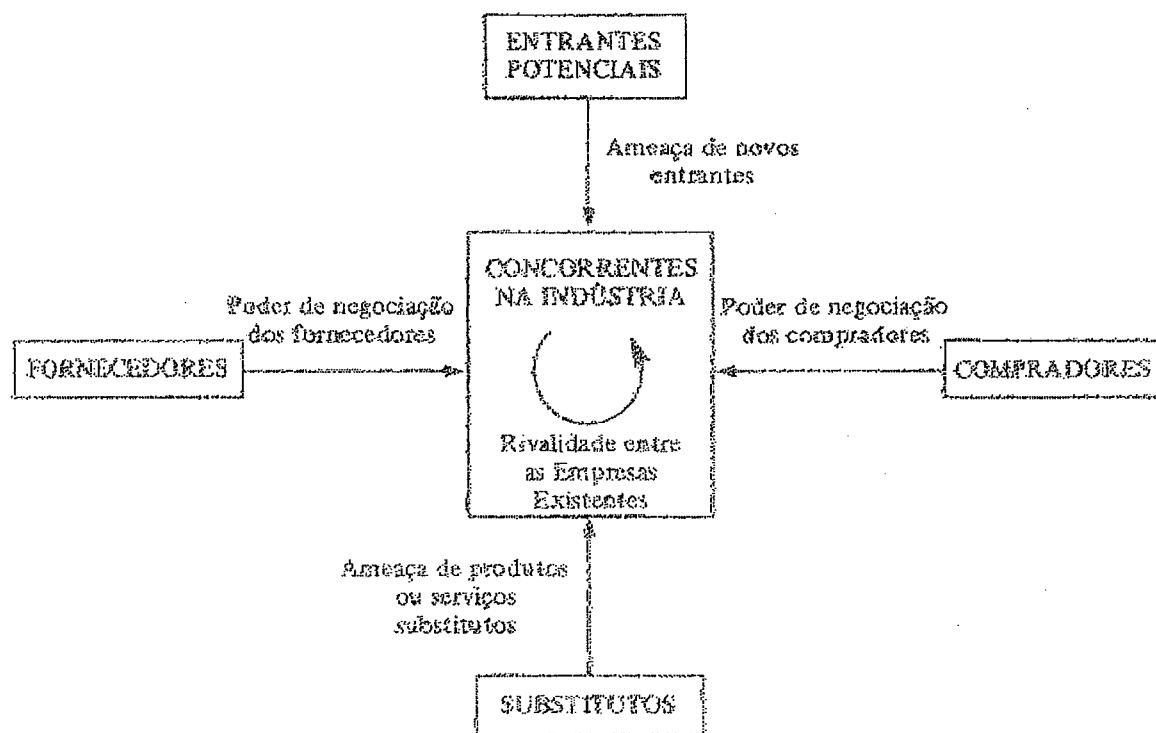 ENTRANTES
POTENCIAIS
Ameaça de novos
entrantes
CONCORRENTES
NA INDÚSTRIA
Poder de negociação
dos fornecedores
Poder de negociação
dos compradores
FORNECEDORES
COMPRADORES
Rivalidade entre
as Empresas
Existentes
Ameaça de produtos
ou serviços
substitutos
SUBSTITUTOS